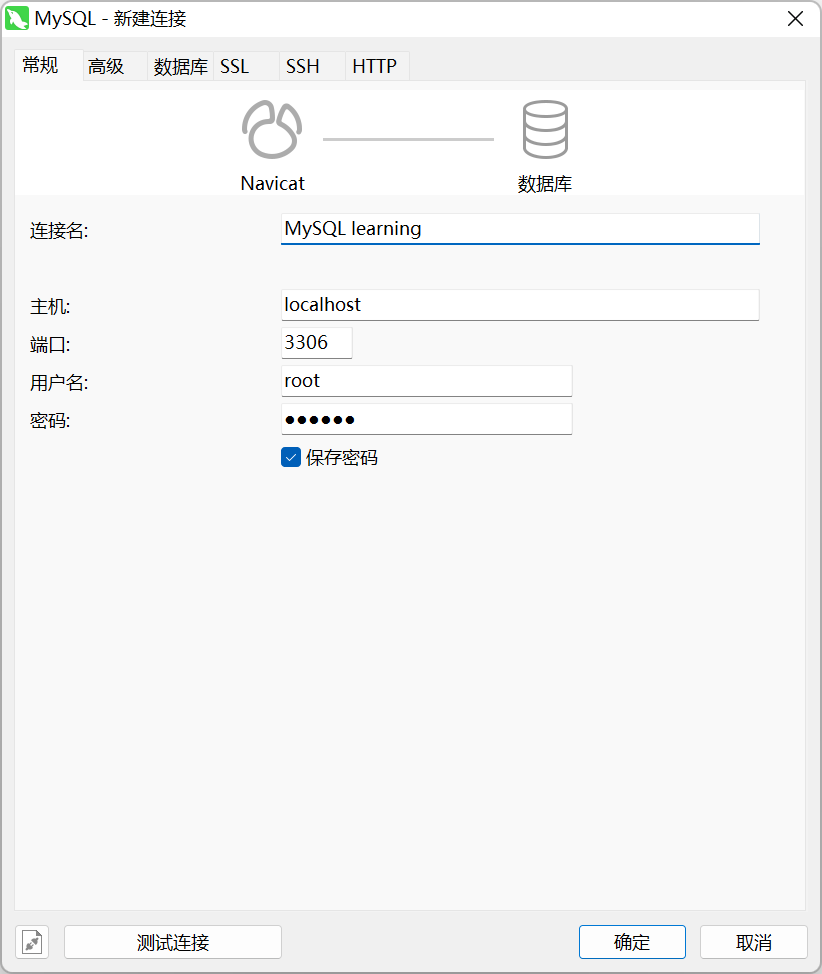 MySQL - 新建连接
常规 高级 数据库 SSL SSH HTTP
Navicat 数据库
连接名: MySQL learning
主机: localhost
端口: 3306
用户名: root
密码: ●●●●●●
保存密码
测试连接 确定 取消